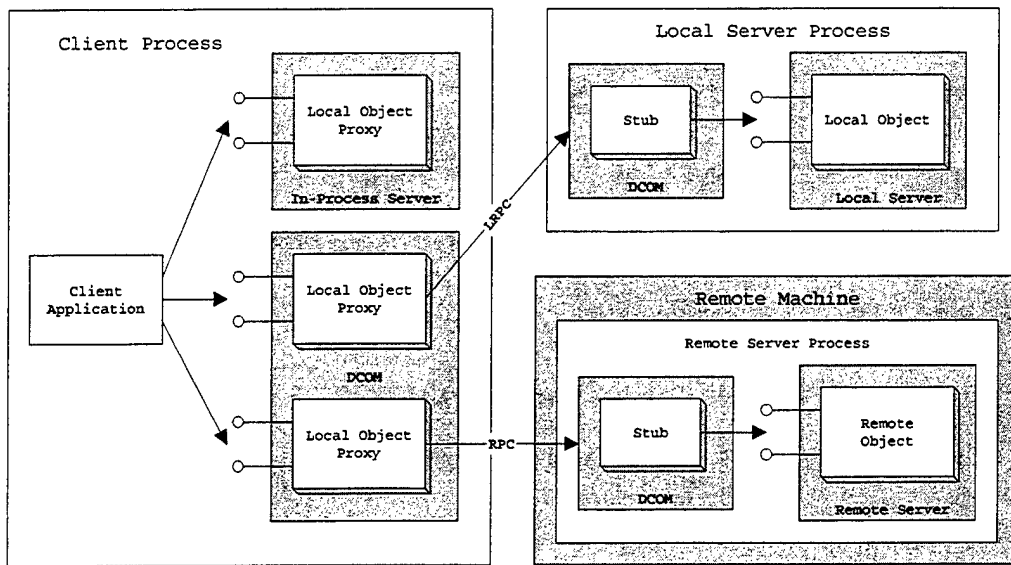 Client Process
Local Object
Proxy
In-Process Server
Client
Application
Local Object
Proxy
DCOM
Local Object
Proxy
LRPC
RPC
Local Server Process
Stub
DCOM
Local Object
Local Server
Remote Machine
Remote Server Process
Stub
DCOM
Remote
Object
Remote Server